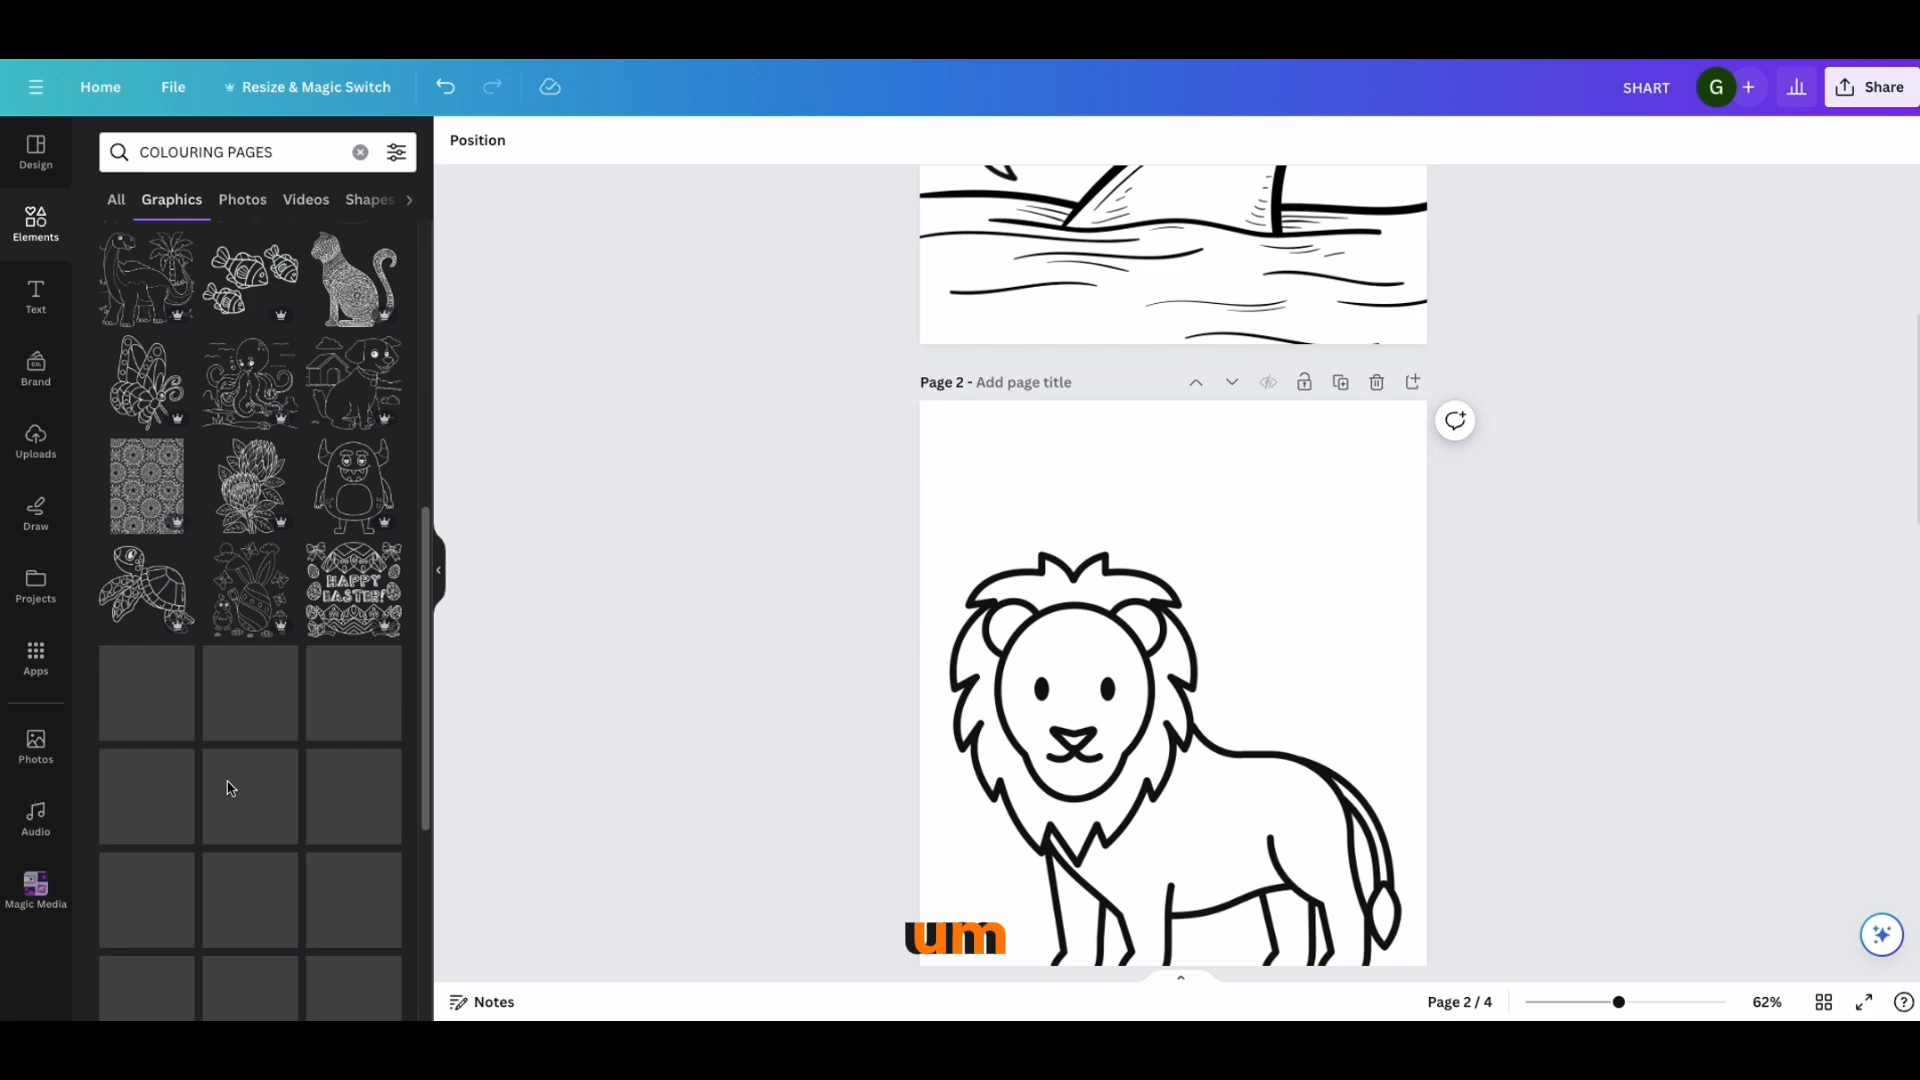 Home File Resize & Magic Switch SHART G Share
Design
COLOURING PAGES
Position
All Graphics Photos Videos Shapes
Elements
Text
Brand
Uploads
Draw
Projects
Apps
Photos
Audio
Magic Media
HAPPY
EASTER!
Page 2 - Add page title
um
Notes
Page 2 / 4 62%